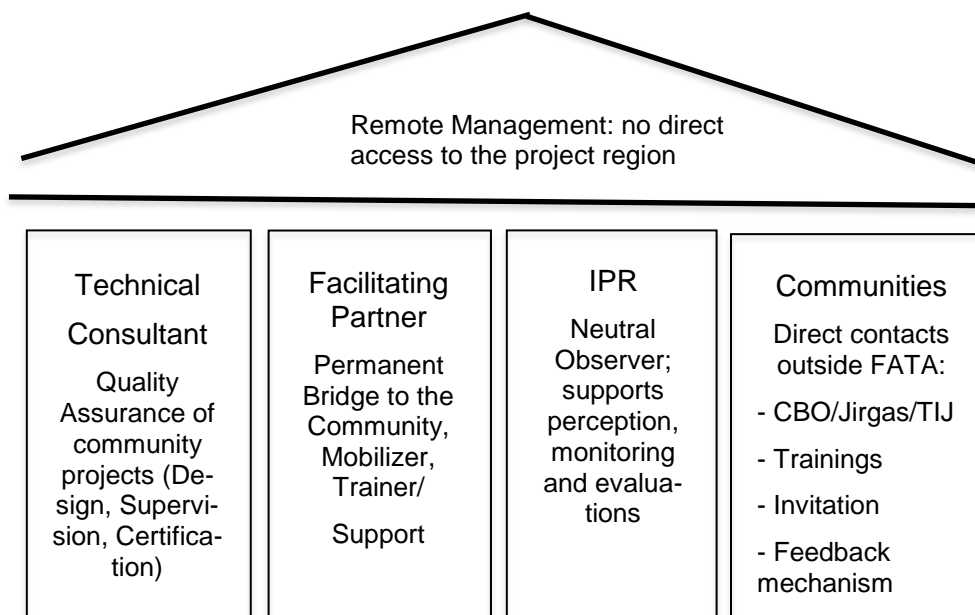 Remote Management: no direct
access to the project region
Technical
Consultant
Quality
Assurance of
community
projects (De-
sign, Supervi-
sion, Certifica-
tion)
Facilitating
Partner
Permanent
Bridge to the
Community,
Mobilizer,
Trainer/
Support
IPR
Neutral
Observer;
supports
perception,
monitoring
and evalua-
tions
Communities
Direct contacts
outside FATA:
- CBO/Jirgas/TIJ
- Trainings
- Invitation
- Feedback
mechanism